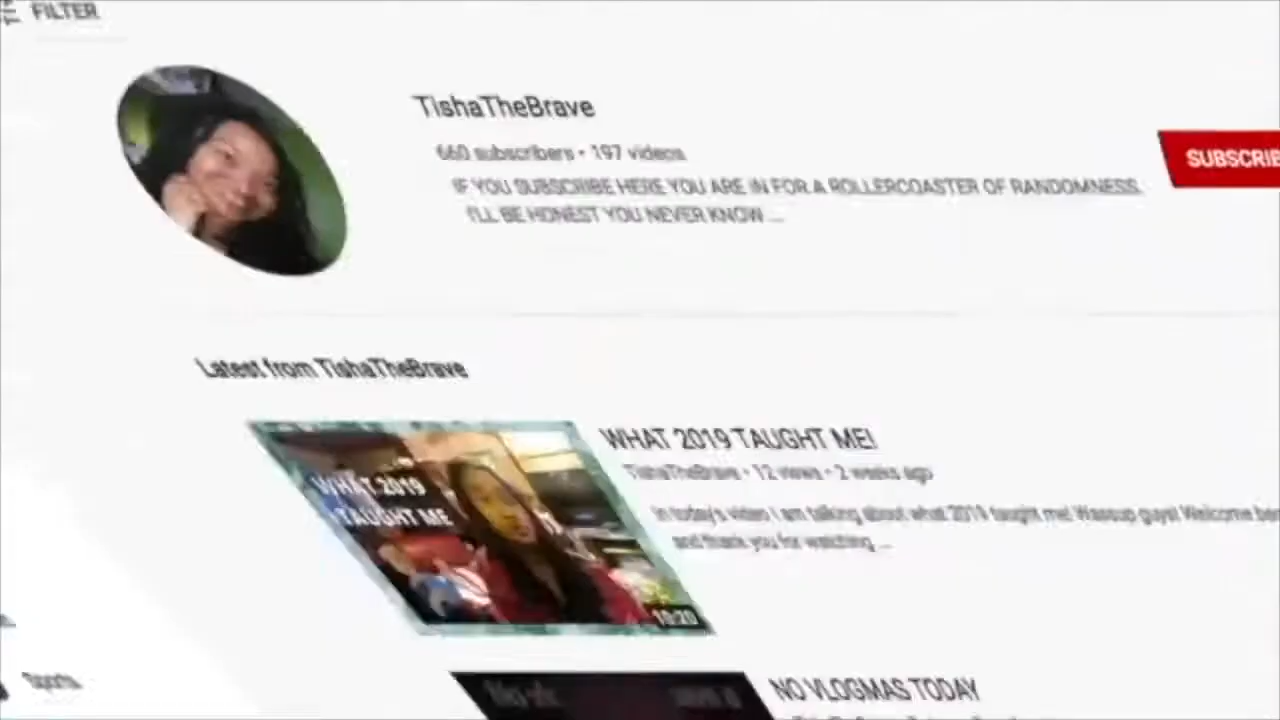 FILTER
TishaTheBrave
660 subscribers • 197 videos
SUBSCRIBE
IF YOU SUBSCRIBE HERE YOU ARE IN FOR A ROLLERCOASTER OF RANDOMNESS.
I'LL BE HONEST YOU NEVER KNOW ...
Latest from TishaTheBrave
WHAT 2019 TAUGHT ME!
TishaTheBrave • 12 views • 2 weeks ago
WHAT 2019
TAUGHT ME
In today's video I am talking about what 2019 taught me! Wassup guys! Welcome
and thank you for watching ...
10:20
Sports
NO VLOGMAS TODAY